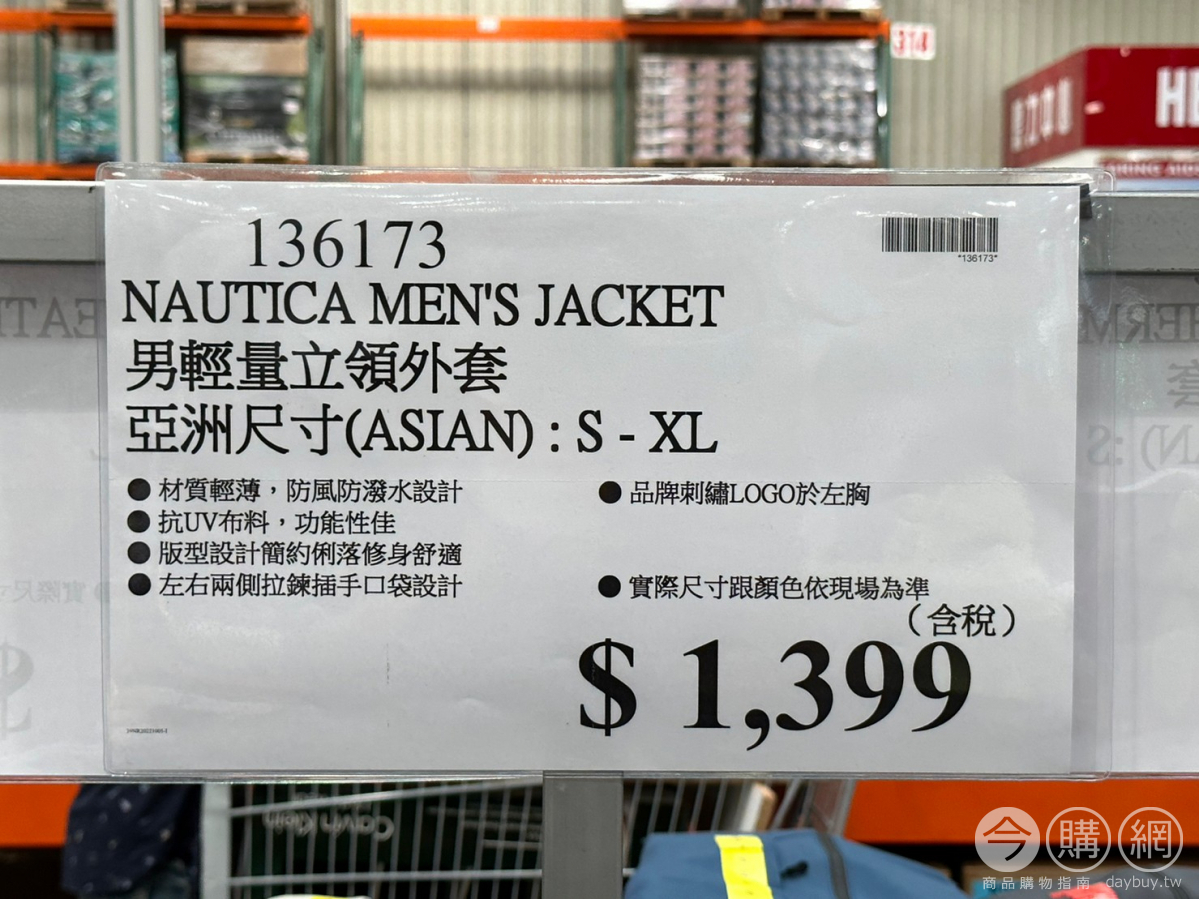 314
HI
136173
*136173*
NAUTICA MEN'S JACKET
男輕量立領外套
亞洲尺寸(ASIAN) : S - XL
● 材質輕薄，防風防潑水設計
● 品牌刺繡LOGO於左胸
● 抗UV布料，功能性佳
● 版型設計簡約俐落修身舒適
● 左右兩側拉鍊插手口袋設計
● 實際尺寸跟顏色依現場為準
（含稅）
$ 1,399
Calvin Klein
今購網
商品購物指南 - daybuy.tw